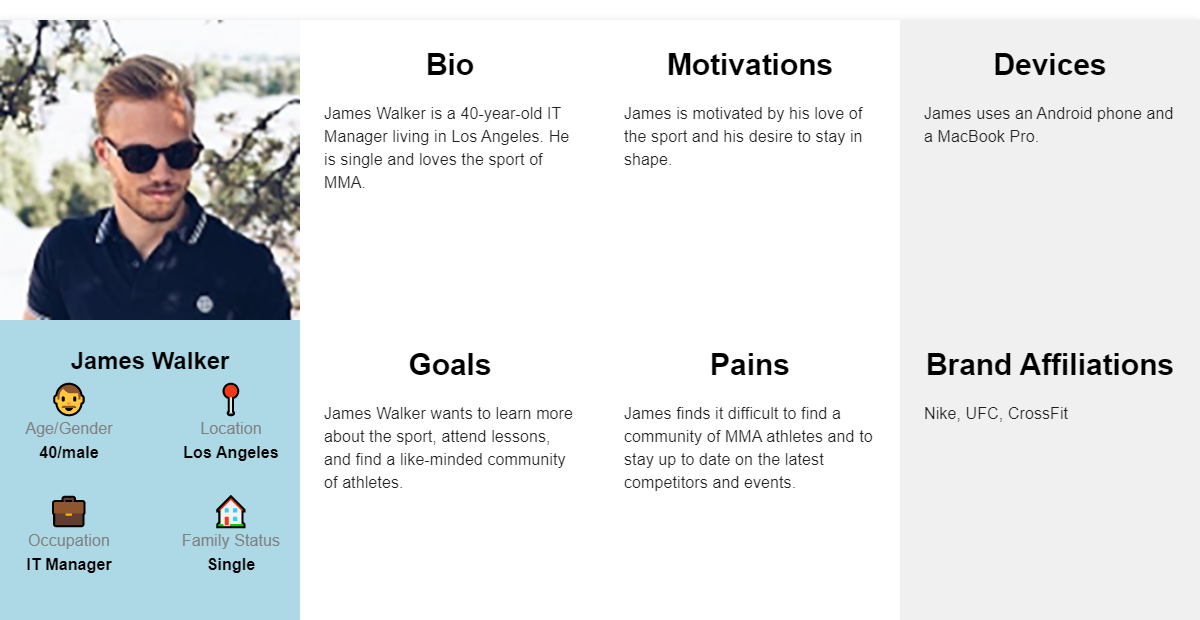 Bio
James Walker is a 40-year-old IT
Manager living in Los Angeles. He
is single and loves the sport of
MMA.
Motivations
James is motivated by his love of
the sport and his desire to stay in
shape.
Devices
James uses an Android phone and
a MacBook Pro.
James Walker
Age/Gender
40/male
Location
Los Angeles
Occupation
IT Manager
Family Status
Single
Goals
James Walker wants to learn more
about the sport, attend lessons,
and find a like-minded community
of athletes.
Pains
James finds it difficult to find a
community of MMA athletes and to
stay up to date on the latest
competitors and events.
Brand Affiliations
Nike, UFC, CrossFit